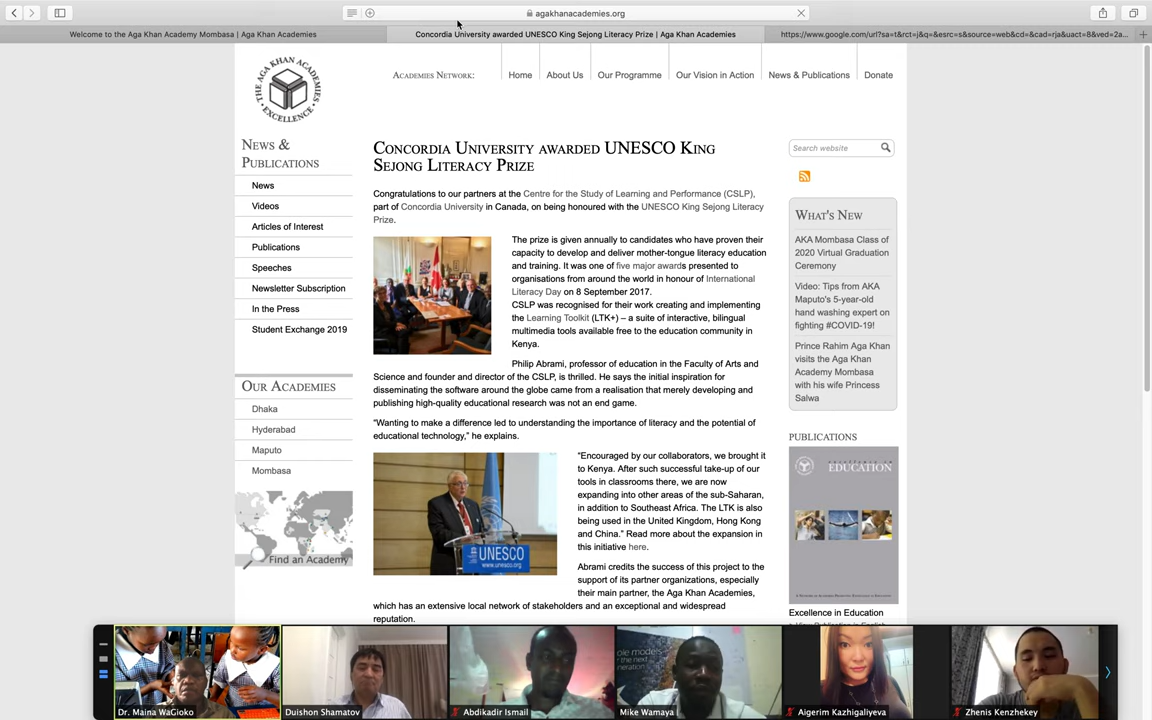 agakhanacademies.org
Welcome to the Aga Khan Academy Mombasa | Aga Khan Academies
Concordia University awarded UNESCO King Sejong Literacy Prize | Aga Khan Academies
https://www.google.com/url?sa=t&rct=j&q=&esrc=s&source=web&cd=&cad=rja&uact=8&ved=2a...
THE AGA KHAN ACADEMIES
EXCELLENCE
ACADEMIES NETWORK:
Home
About Us
Our Programme
Our Vision in Action
News & Publications
Donate
NEWS &
PUBLICATIONS
News
Videos
Articles of Interest
Publications
Speeches
Newsletter Subscription
In the Press
Student Exchange 2019
OUR ACADEMIES
Dhaka
Hyderabad
Maputo
Mombasa
Find an Academy
CONCORDIA UNIVERSITY AWARDED UNESCO KING
SEJONG LITERACY PRIZE
Congratulations to our partners at the Centre for the Study of Learning and Performance (CSLP),
part of Concordia University in Canada, on being honoured with the UNESCO King Sejong Literacy
Prize.
The prize is given annually to candidates who have proven their
capacity to develop and deliver mother-tongue literacy education
and training. It was one of five major awards presented to
organisations from around the world in honour of International
Literacy Day on 8 September 2017.
CSLP was recognised for their work creating and implementing
the Learning Toolkit (LTK+) – a suite of interactive, bilingual
multimedia tools available free to the education community in
Kenya.
Philip Abrami, professor of education in the Faculty of Arts and
Science and founder and director of the CSLP, is thrilled. He says the initial inspiration for
disseminating the software around the globe came from a realisation that merely developing and
publishing high-quality educational research was not an end game.
“Wanting to make a difference led to understanding the importance of literacy and the potential of
educational technology,” he explains.
UNESCO
www.unesco.org
“Encouraged by our collaborators, we brought it
to Kenya. After such successful take-up of our
tools in classrooms there, we are now
expanding into other areas of the sub-Saharan,
in addition to Southeast Africa. The LTK is also
being used in the United Kingdom, Hong Kong
and China.” Read more about the expansion in
this initiative here.
Abrami credits the success of this project to the
support of its partner organizations, especially
their main partner, the Aga Khan Academies,
which has an extensive local network of stakeholders and an exceptional and widespread
reputation.
Search website
WHAT'S NEW
AKA Mombasa Class of
2020 Virtual Graduation
Ceremony
Video: Tips from AKA
Maputo's 5-year-old
hand washing expert on
fighting #COVID-19!
Prince Rahim Aga Khan
visits the Aga Khan
Academy Mombasa
with his wife Princess
Salwa
PUBLICATIONS
EDUCATION
Excellence in Education
Dr. Maina WaGioko
Duishon Shamatov
Abdikadir Ismail
Mike Wamaya
Aigerim Kazhigaliyeva
Zhenis Kenzhekey